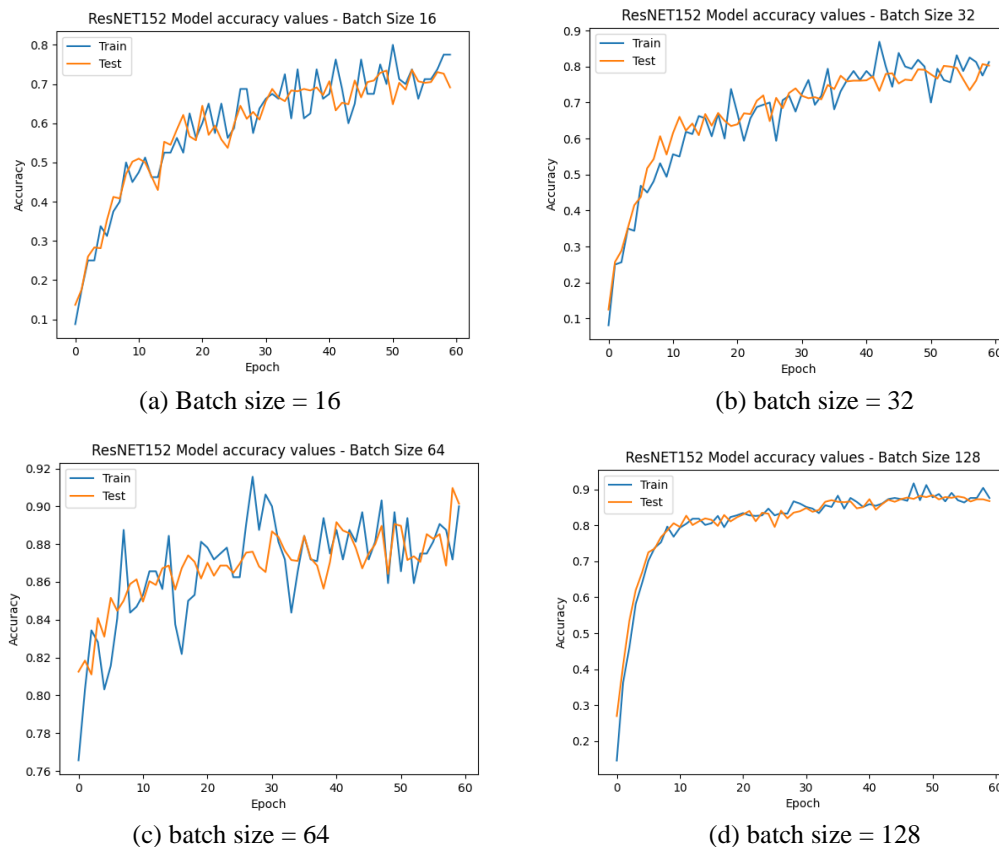 ResNET152 Model accuracy values - Batch Size 16
Train
Test
0.8
0.7
0.6
0.5
0.4
0.3
0.2
0.1
Accuracy
0 10 20 30 40 50 60
Epoch
(a) Batch size = 16
ResNET152 Model accuracy values - Batch Size 32
Train
Test
0.9
0.8
0.7
0.6
0.5
0.4
0.3
0.2
0.1
Accuracy
0 10 20 30 40 50 60
Epoch
(b) batch size = 32
ResNET152 Model accuracy values - Batch Size 64
Train
Test
0.92
0.90
0.88
0.86
0.84
0.82
0.80
0.78
0.76
Accuracy
0 10 20 30 40 50 60
Epoch
(c) batch size = 64
ResNET152 Model accuracy values - Batch Size 128
Train
Test
0.9
0.8
0.7
0.6
0.5
0.4
0.3
0.2
Accuracy
0 10 20 30 40 50 60
Epoch
(d) batch size = 128